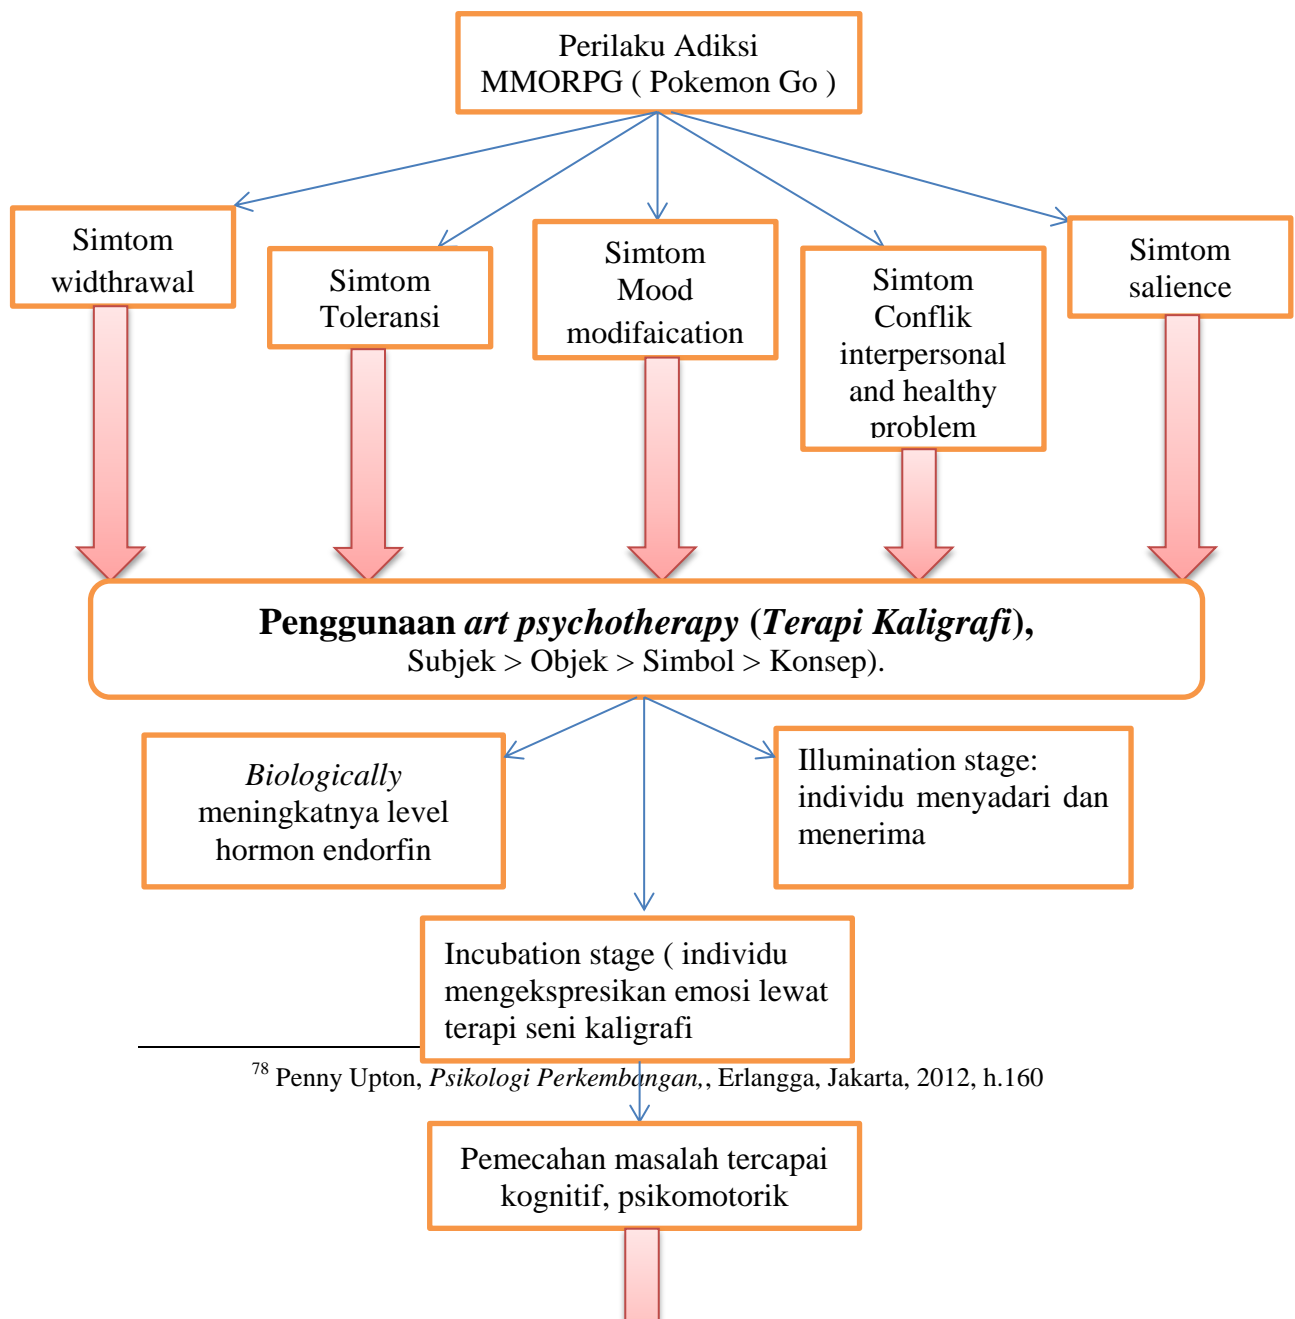 Perilaku Adiksi
MMORPG ( Pokemon Go )
Simtom
widthrawal
Simtom
Toleransi
Simtom
Mood
modifaication
Simtom
Conflik
interpersonal
and healthy
problem
Simtom
salience
Penggunaan art psychotherapy (Terapi Kaligrafi),
Subjek > Objek > Simbol > Konsep).
Biologically
meningkatnya level
hormon endorfin
Illumination stage:
individu menyadari dan
menerima
Incubation stage ( individu
mengekspresikan emosi lewat
terapi seni kaligrafi
78 Penny Upton, Psikologi Perkembangan,, Erlangga, Jakarta, 2012, h.160
Pemecahan masalah tercapai
kognitif, psikomotorik